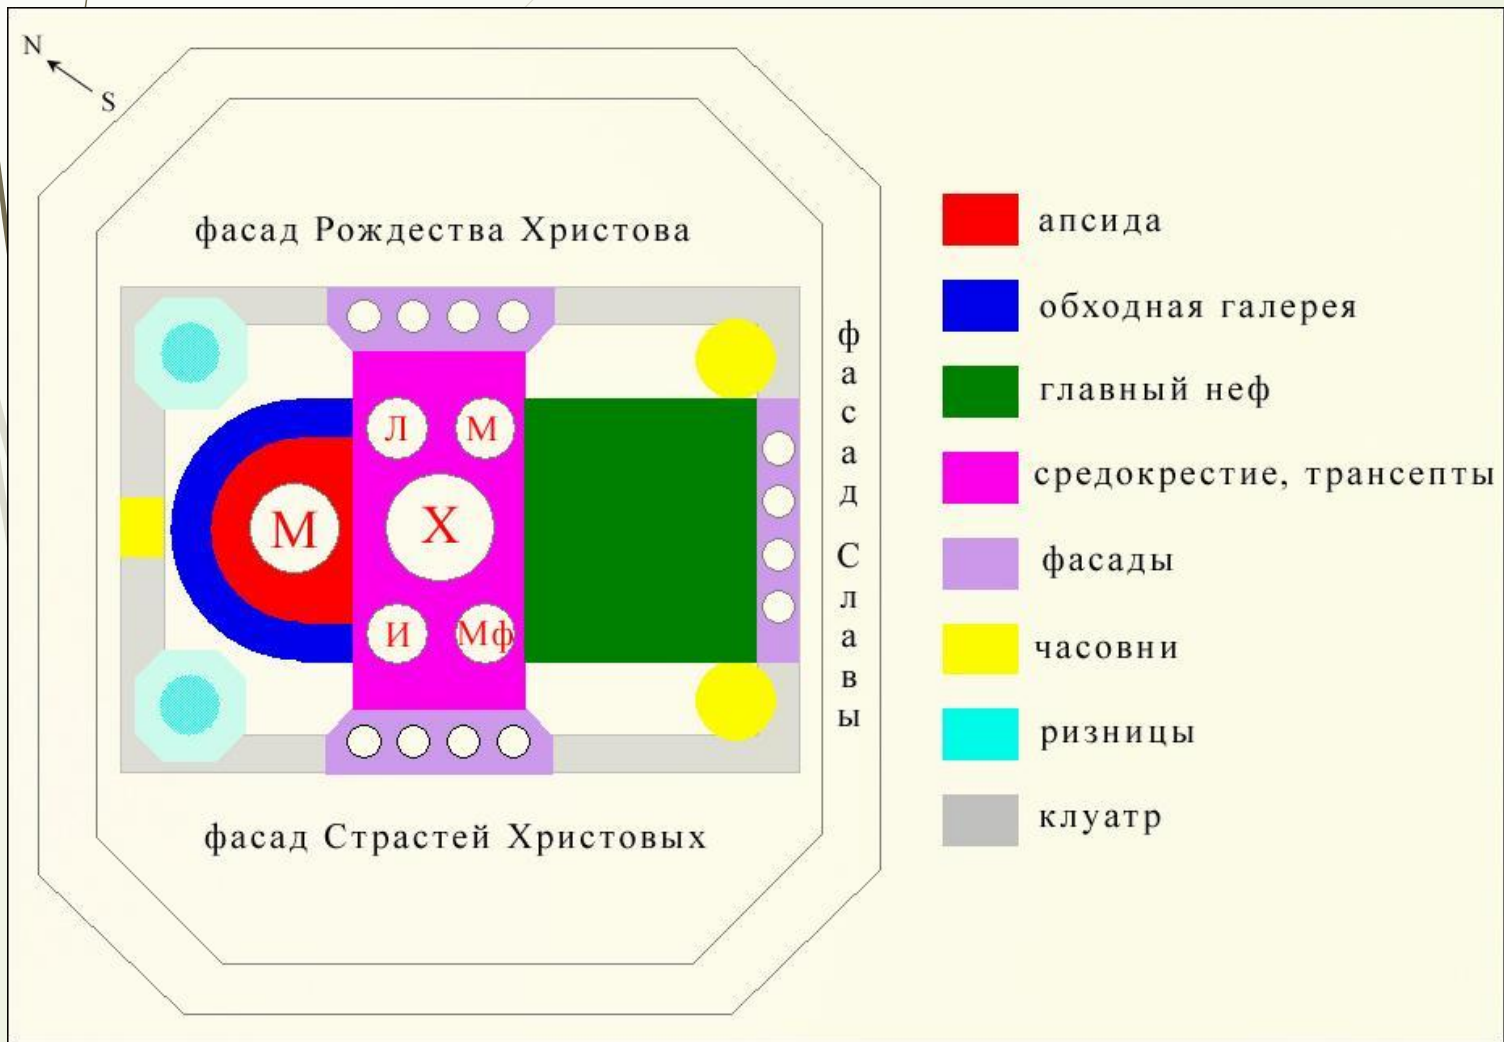 N
S
фасад Рождества Христова
Л
М
М
Х
И
Мф
фасад Славы
фасад Страстей Христовых
апсида
обходная галерея
главный неф
средокрестие, трансепты
фасады
часовни
ризницы
клуатр